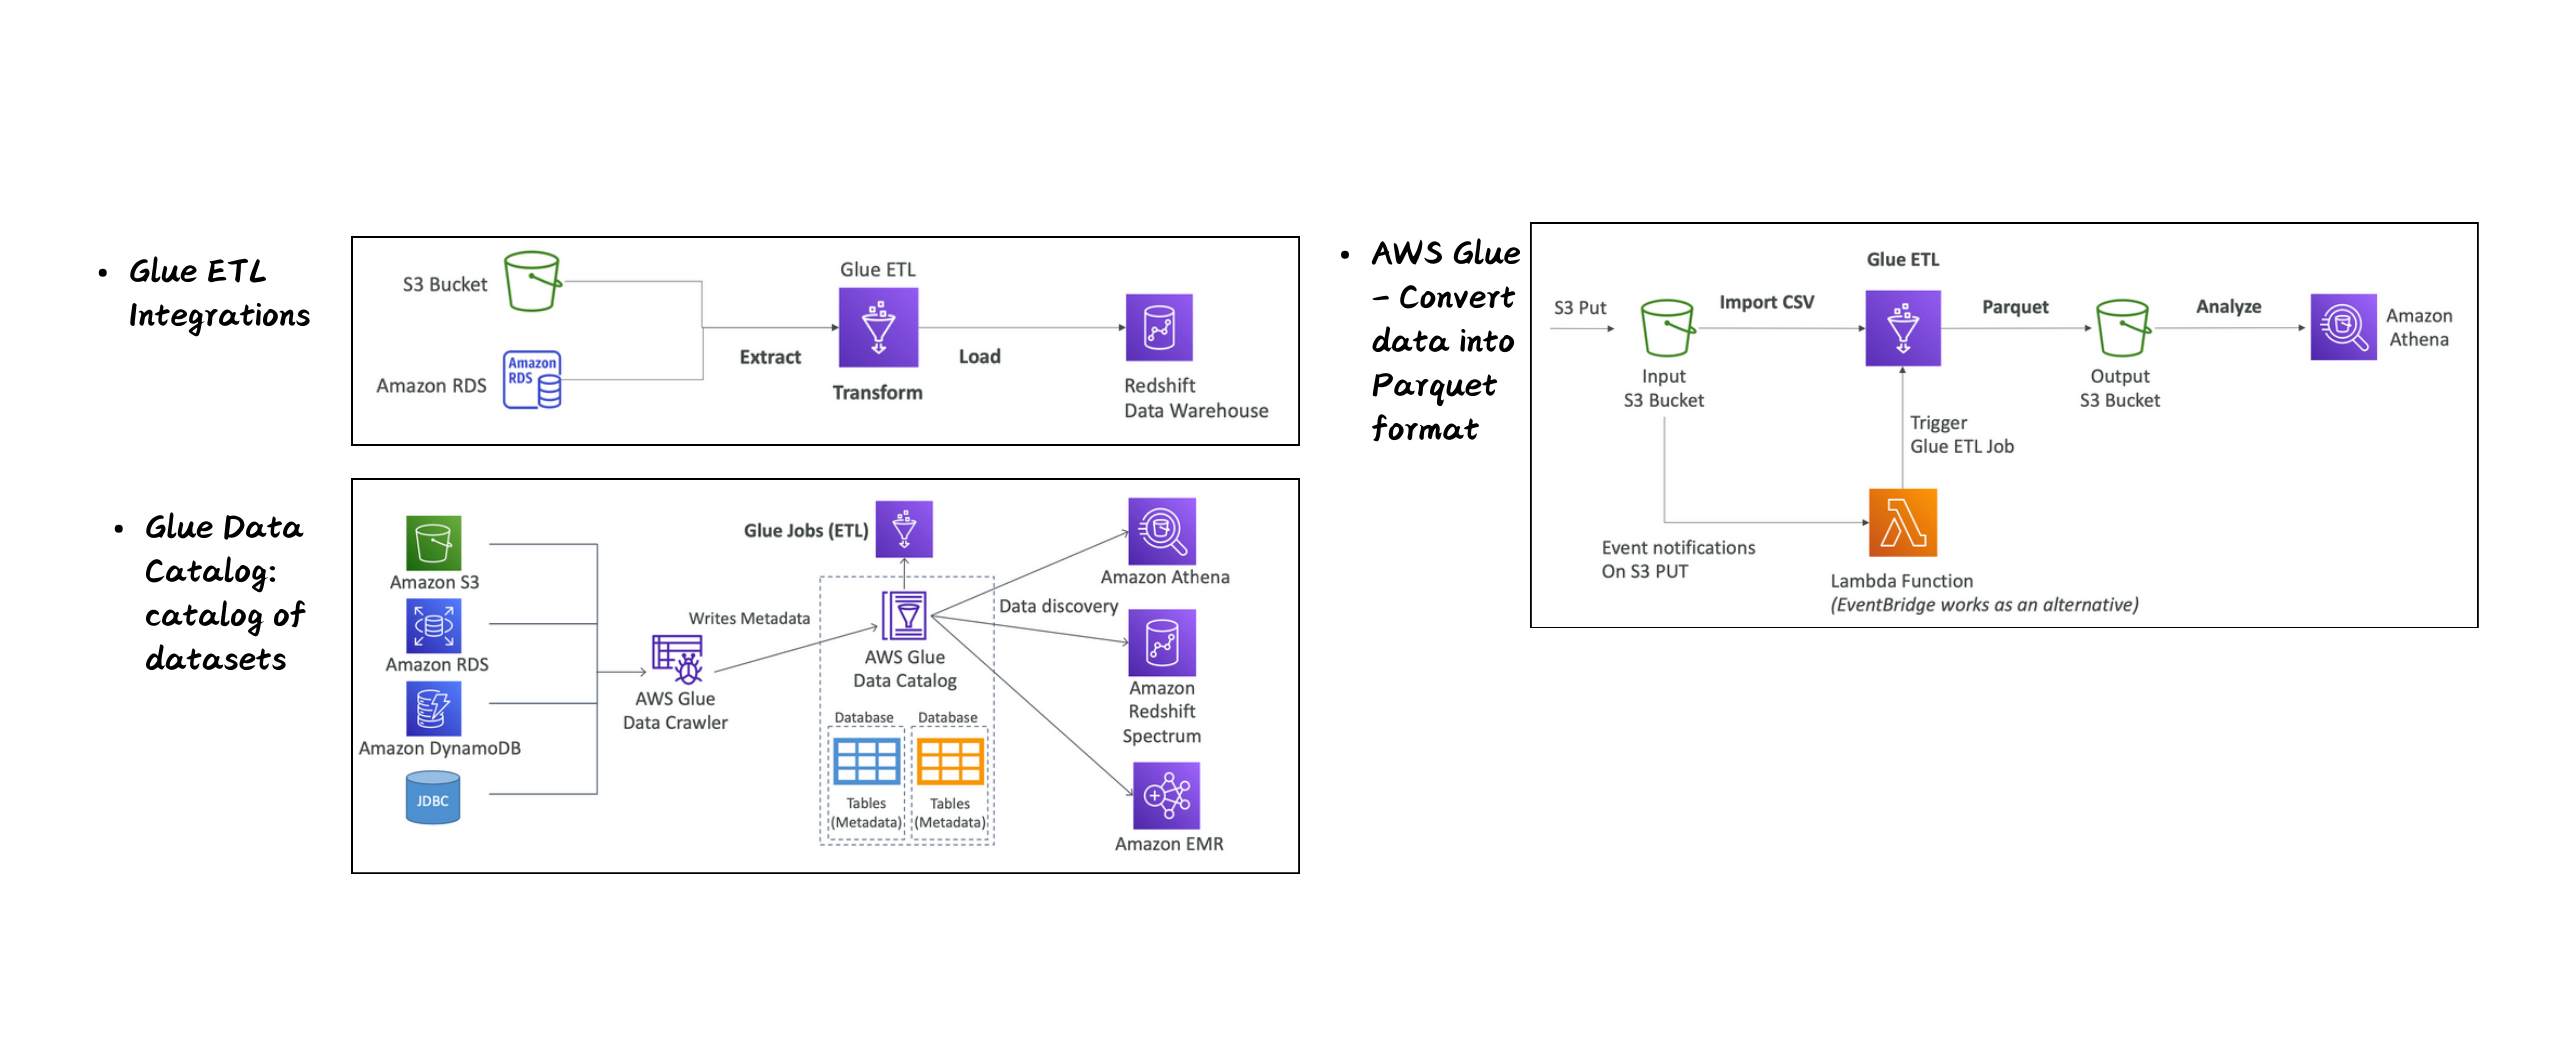 • Glue ETL
Integrations
S3 Bucket
Amazon
RDS
Amazon RDS
Extract
Glue ETL
Transform
Load
Redshift
Data Warehouse
• Glue Data
Catalog:
catalog of
datasets
Amazon S3
Amazon RDS
Amazon DynamoDB
JDBC
AWS Glue
Data Crawler
Writes Metadata
Glue Jobs (ETL)
AWS Glue
Data Catalog
Database
Tables
(Metadata)
Database
Tables
(Metadata)
Data discovery
Amazon Athena
Amazon
Redshift
Spectrum
Amazon EMR
• AWS Glue
– Convert
data into
Parquet
format
S3 Put
Input
S3 Bucket
Import CSV
Glue ETL
Parquet
Output
S3 Bucket
Analyze
Amazon
Athena
Trigger
Glue ETL Job
Event notifications
On S3 PUT
Lambda Function
(EventBridge works as an alternative)